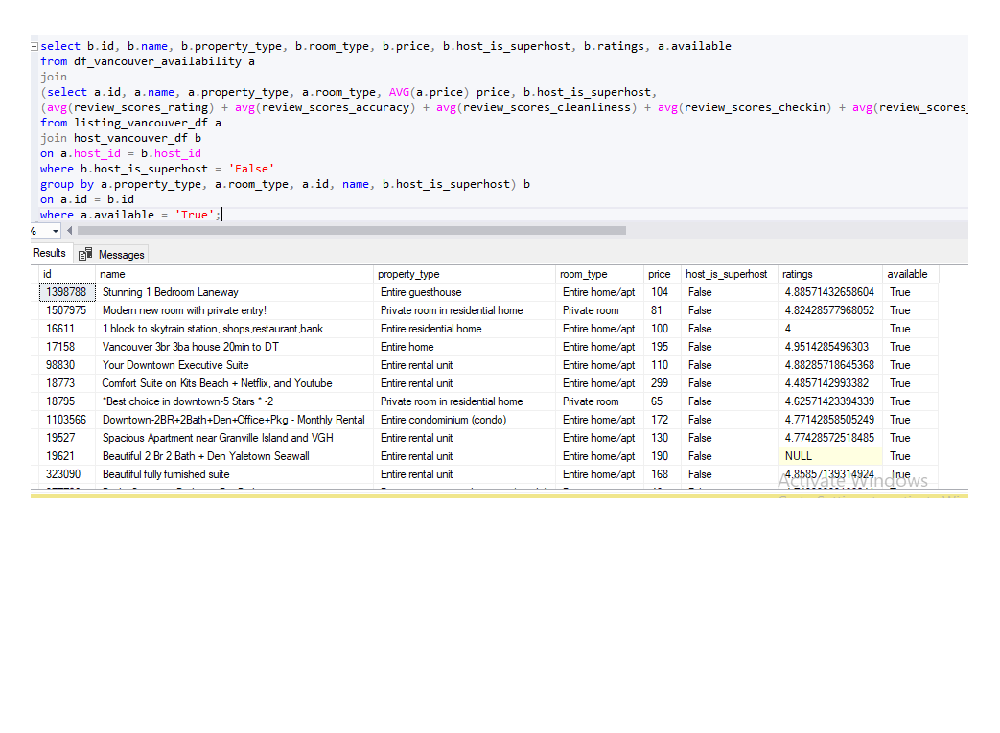 select b.id, b.name, b.property_type, b.room_type, b.price, b.host_is_superhost, b.ratings, a.available
from df_vancouver_availability a
join
(select a.id, a.name, a.property_type, a.room_type, AVG(a.price) price, b.host_is_superhost,
(avg(review_scores_rating) + avg(review_scores_accuracy) + avg(review_scores_cleanliness) + avg(review_scores_checkin) + avg(review_scores_
from listing_vancouver_df a
join host_vancouver_df b
on a.host_id = b.host_id
where b.host_is_superhost = 'False'
group by a.property_type, a.room_type, a.id, name, b.host_is_superhost) b
on a.id = b.id
where a.available = 'True';
%
Results Messages
id name property_type room_type price host_is_superhost ratings available
1398788 Stunning 1 Bedroom Laneway Entire guesthouse Entire home/apt 104 False 4.88571432658604 True
1507975 Modern new room with private entry! Private room in residential home Private room 81 False 4.82428577968052 True
16611 1 block to skytrain station, shops,restaurant,bank Entire residential home Entire home/apt 100 False 4 True
17158 Vancouver 3br 3ba house 20min to DT Entire home Entire home/apt 195 False 4.9514285496303 True
98830 Your Downtown Executive Suite Entire rental unit Entire home/apt 110 False 4.88285718645368 True
18773 Comfort Suite on Kits Beach + Netflix, and Youtube Entire rental unit Entire home/apt 299 False 4.4857142993382 True
18795 *Best choice in downtown-5 Stars * -2 Private room in residential home Private room 65 False 4.62571423394339 True
1103566 Downtown-2BR+2Bath+Den+Office+Pkg - Monthly Rental Entire condominium (condo) Entire home/apt 172 False 4.77142858505249 True
19527 Spacious Apartment near Granville Island and VGH Entire rental unit Entire home/apt 130 False 4.77428572518485 True
19621 Beautiful 2 Br 2 Bath + Den Yaletown Seawall Entire rental unit Entire home/apt 190 False NULL True
323090 Beautiful fully furnished suite Entire rental unit Entire home/apt 168 False 4.85857139314924 True
Activate Windows